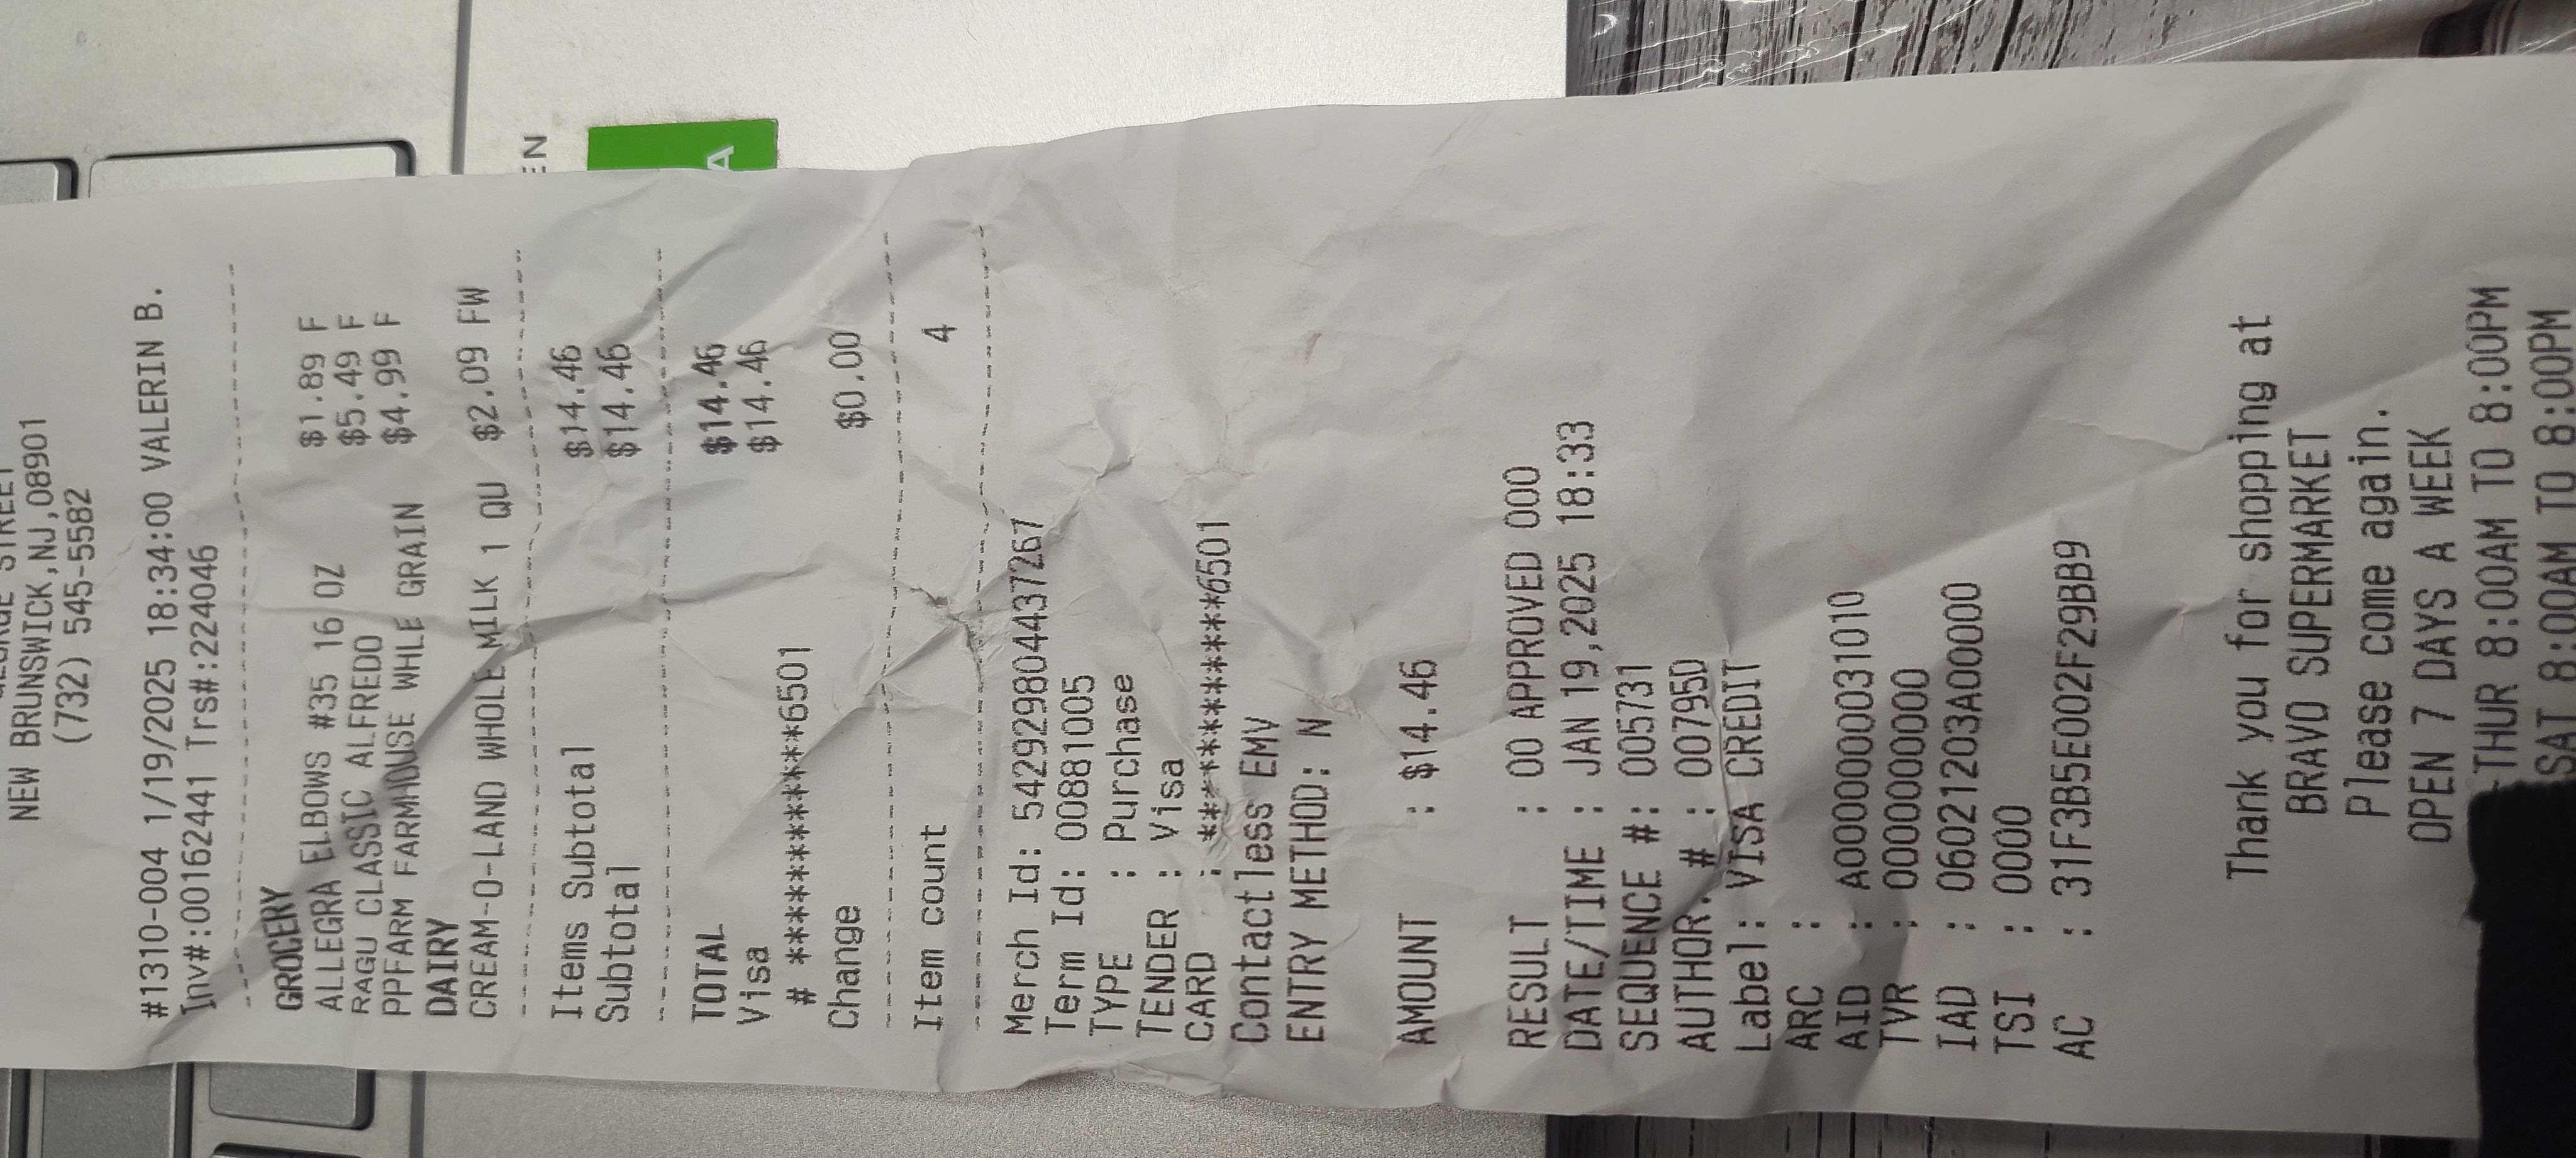 GEORGE STREET
NEW BRUNSWICK,NJ,08901
(732) 545-5582
#1310-004 1/19/2025 18:34:00 VALERIN B.
Inv#:00162441 Trs#:224046
GROCERY
ALLEGRA ELBOWS #35 16 OZ $1.89 F
RAGU CLASSIC ALFREDO $5.49 F
PPFARM FARMHOUSE WHLE GRAIN $4.99 F
DAIRY
CREAM-O-LAND WHOLE MILK 1 QU $2.09 FW
Items Subtotal $14.46
Subtotal $14.46
TOTAL $14.46
Visa $14.46
# ************6501
Change $0.00
Item count 4
Merch Id: 542929804437267
Term Id: 00881005
TYPE : Purchase
TENDER : Visa
CARD : ************6501
Contactless EMV
ENTRY METHOD: N
AMOUNT : $14.46
RESULT : 00 APPROVED 000
DATE/TIME : JAN 19,2025 18:33
SEQUENCE #: 005731
AUTHOR. # : 00795D
Label: VISA CREDIT
ARC :
AID : A0000000031010
TVR : 0000000000
IAD : 06021203A00000
TSI : 0000
AC : 31F3B5E002F29BB9
Thank you for shopping at
BRAVO SUPERMARKET
Please come again.
OPEN 7 DAYS A WEEK
-THUR 8:00AM TO 8:00PM
SAT 8:00AM TO 8:00PM
EN
A